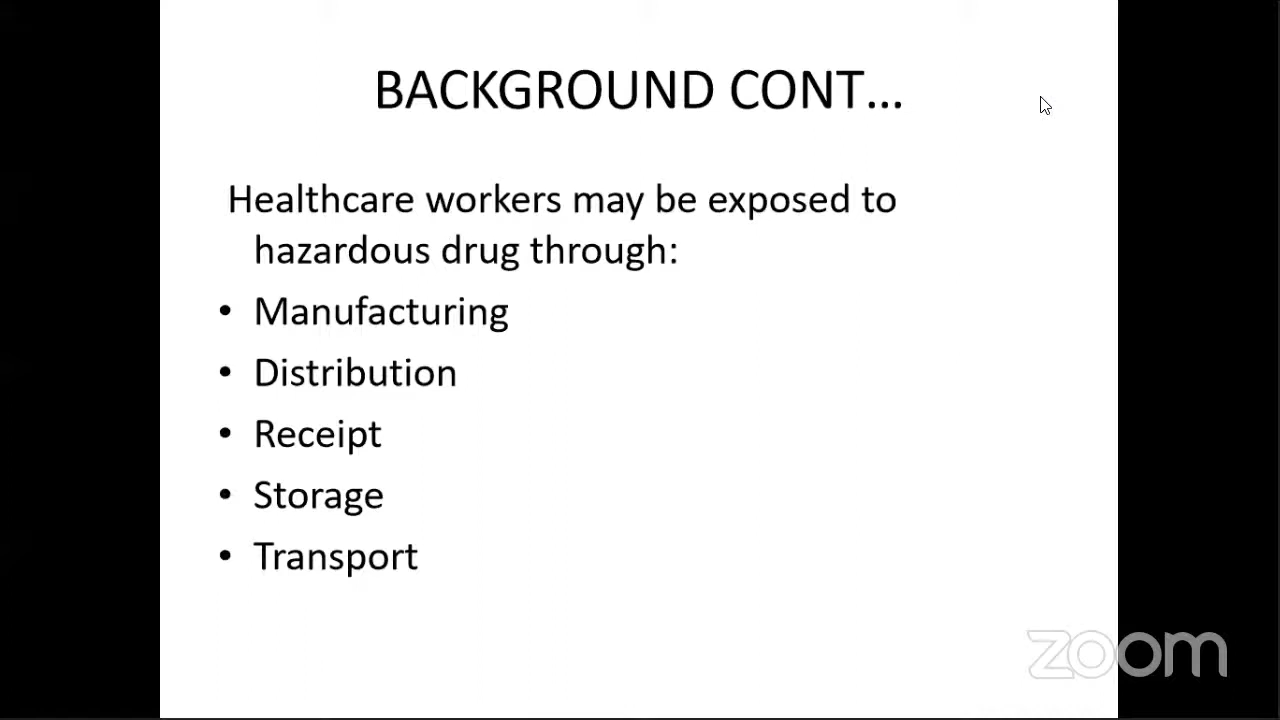 BACKGROUND CONT...
Healthcare workers may be exposed to
hazardous drug through:
• Manufacturing
• Distribution
• Receipt
• Storage
• Transport
zoom